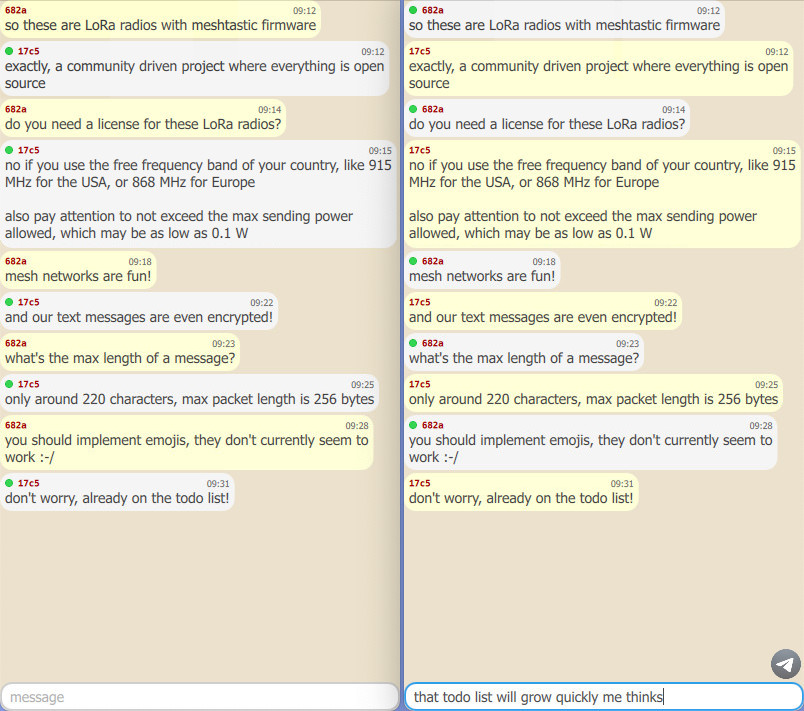 682a 09:12
so these are LoRa radios with meshtastic firmware
17c5 09:12
exactly, a community driven project where everything is open
source
682a 09:14
do you need a license for these LoRa radios?
17c5 09:15
no if you use the free frequency band of your country, like 915
MHz for the USA, or 868 MHz for Europe
also pay attention to not exceed the max sending power
allowed, which may be as low as 0.1 W
682a 09:18
mesh networks are fun!
17c5 09:22
and our text messages are even encrypted!
682a 09:23
what's the max length of a message?
17c5 09:25
only around 220 characters, max packet length is 256 bytes
682a 09:28
you should implement emojis, they don't currently seem to
work :-/
17c5 09:31
don't worry, already on the todo list!
message
682a 09:12
so these are LoRa radios with meshtastic firmware
17c5 09:12
exactly, a community driven project where everything is open
source
682a 09:14
do you need a license for these LoRa radios?
17c5 09:15
no if you use the free frequency band of your country, like 915
MHz for the USA, or 868 MHz for Europe
also pay attention to not exceed the max sending power
allowed, which may be as low as 0.1 W
682a 09:18
mesh networks are fun!
17c5 09:22
and our text messages are even encrypted!
682a 09:23
what's the max length of a message?
17c5 09:25
only around 220 characters, max packet length is 256 bytes
682a 09:28
you should implement emojis, they don't currently seem to
work :-/
17c5 09:31
don't worry, already on the todo list!
that todo list will grow quickly me thinks